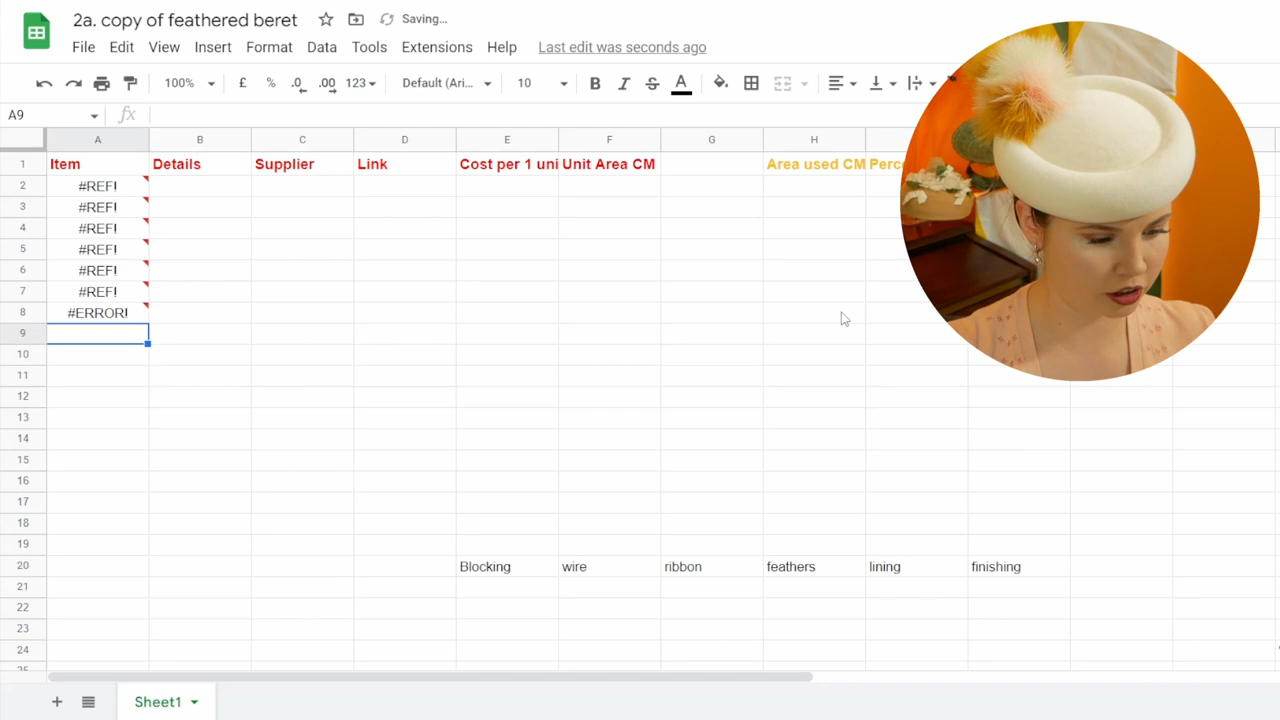 2a. copy of feathered beret Saving…
File Edit View Insert Format Data Tools Extensions Help Last edit was seconds ago
100% £ % .0 .00 123 Default (Ari... 10 B I S A
A9 fx
A B C D E F G H
1 Item Details Supplier Link Cost per 1 uni Unit Area CM Area used CM Perce
2 #REF!
3 #REF!
4 #REF!
5 #REF!
6 #REF!
7 #REF!
8 #ERROR!
9
10
11
12
13
14
15
16
17
18
19
20 Blocking wire ribbon feathers lining finishing
21
22
23
24
25
+ Sheet1